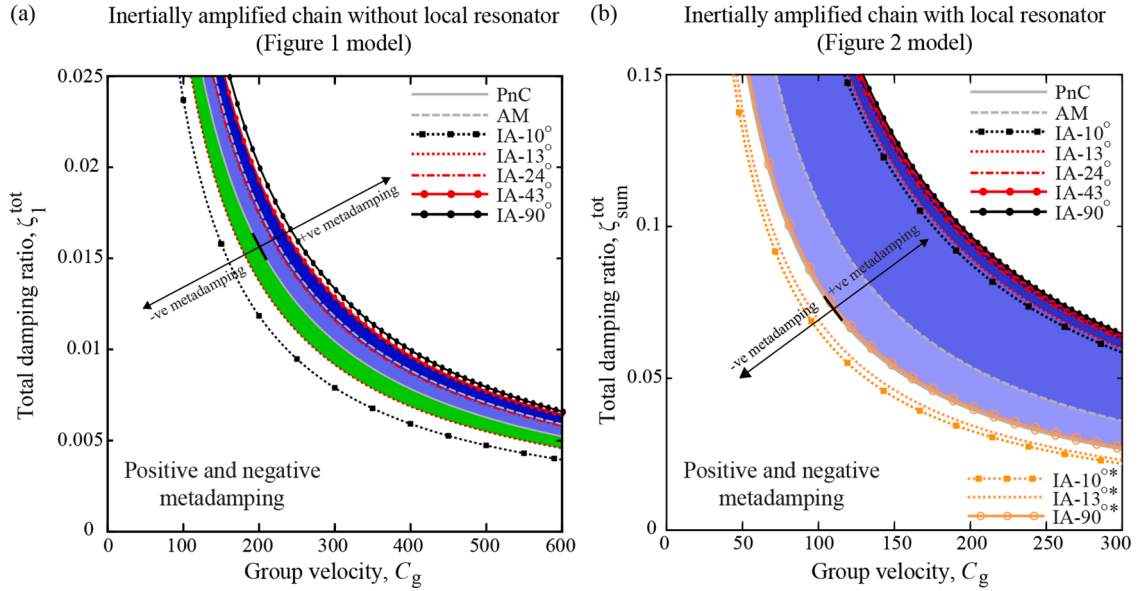 (a)
Inertially amplified chain without local resonator
(Figure 1 model)
0.025
0.02
0.015
0.01
0.005
0
Total damping ratio, ζ₁ᵗᵒᵗ
PnC
AM
IA-10°
IA-13°
IA-24°
IA-43°
IA-90°
+ve metadamping
-ve metadamping
Positive and negative
metadamping
0 100 200 300 400 500 600
Group velocity, C_g
(b)
Inertially amplified chain with local resonator
(Figure 2 model)
0.15
0.1
0.05
0
Total damping ratio, ζ_sum^tot
PnC
AM
IA-10°
IA-13°
IA-24°
IA-43°
IA-90°
+ve metadamping
-ve metadamping
Positive and negative
metadamping
IA-10°*
IA-13°*
IA-90°*
0 50 100 150 200 250 300
Group velocity, C_g